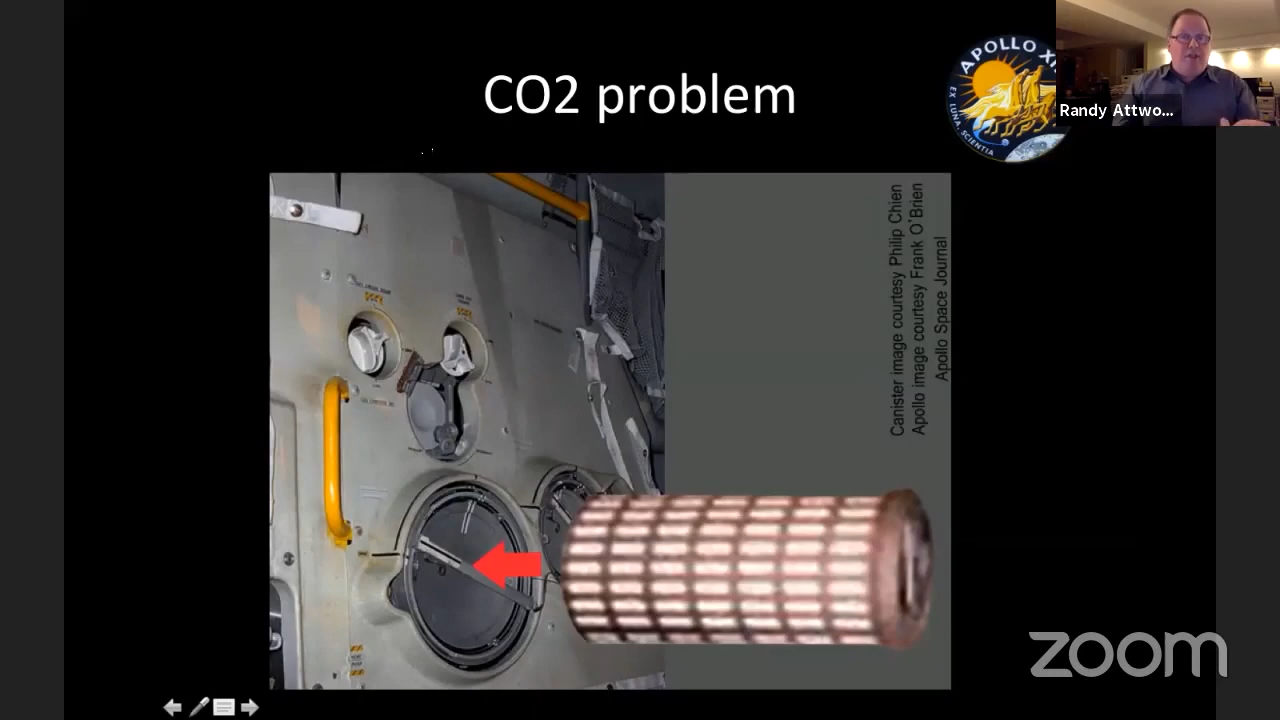 CO2 problem
APOLLO XI
EX LUNA, SCIENTIA
Randy Attwo...
Canister image courtesy Philip Chien
Apollo image courtesy Frank O'Brien
Apollo Space Journal
zoom